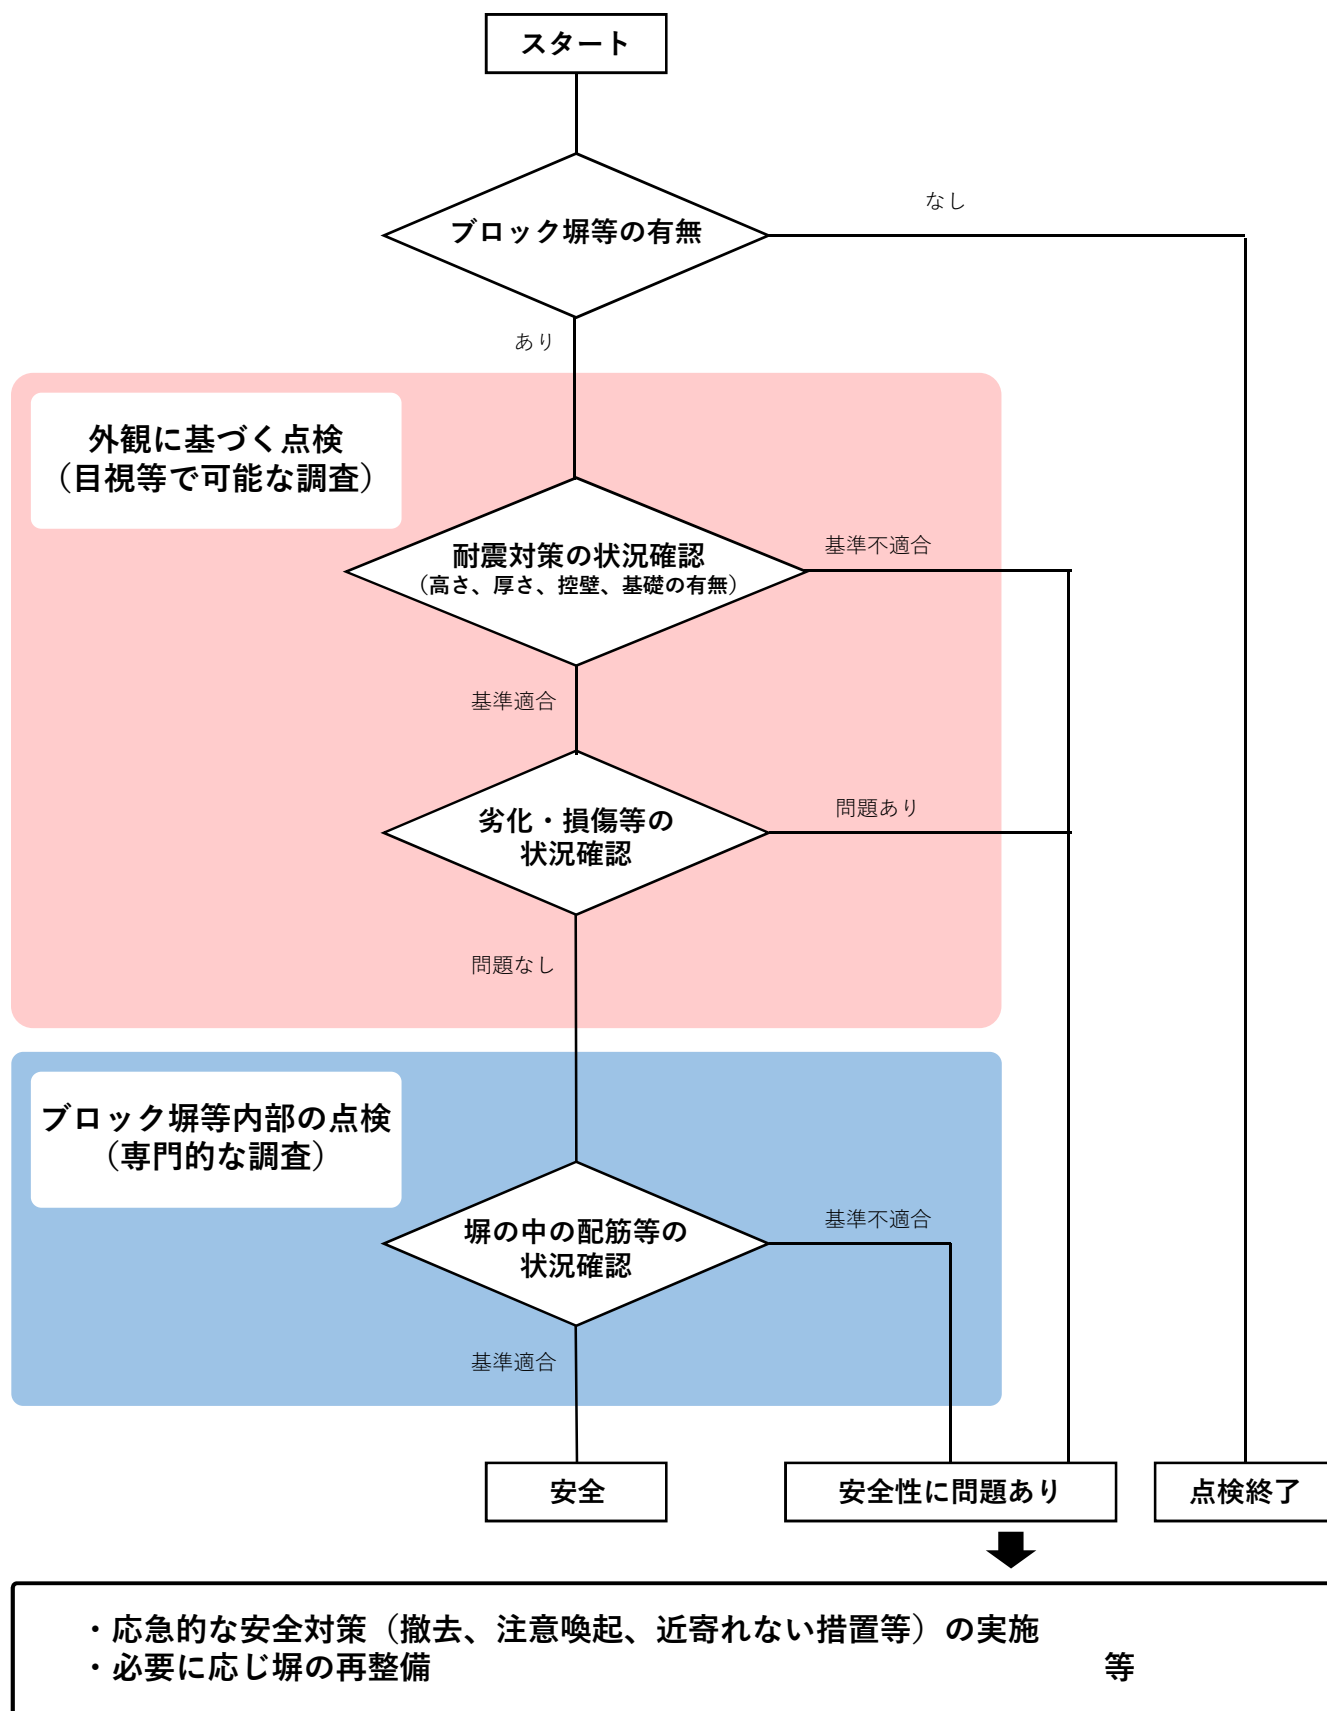 スタート
ブロック塀等の有無
なし
あり
外観に基づく点検
（目視等で可能な調査）
耐震対策の状況確認
（高さ、厚さ、控壁、基礎の有無）
基準不適合
基準適合
劣化・損傷等の
状況確認
問題あり
問題なし
ブロック塀等内部の点検
（専門的な調査）
塀の中の配筋等の
状況確認
基準不適合
基準適合
安全
安全性に問題あり
点検終了
・応急的な安全対策（撤去、注意喚起、近寄れない措置等）の実施
・必要に応じ塀の再整備 等